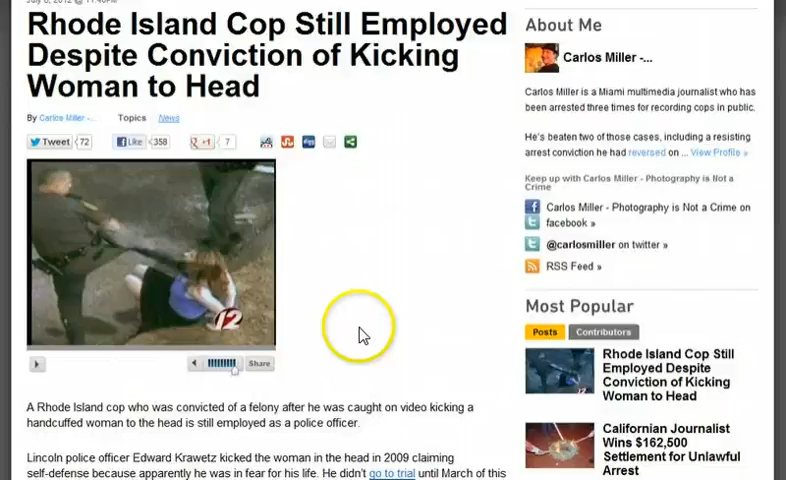 Rhode Island Cop Still Employed
Despite Conviction of Kicking
Woman to Head
By Carlos Miller -... Topics News
Tweet 72 Like 358 +1 7
12
Share
A Rhode Island cop who was convicted of a felony after he was caught on video kicking a
handcuffed woman to the head is still employed as a police officer.
Lincoln police officer Edward Krawetz kicked the woman in the head in 2009 claiming
self-defense because apparently he was in fear for his life. He didn't go to trial until March of this
About Me
Carlos Miller -...
Carlos Miller is a Miami multimedia journalist who has
been arrested three times for recording cops in public.
He's beaten two of those cases, including a resisting
arrest conviction he had reversed on ... View Profile »
Keep up with Carlos Miller - Photography is Not a
Crime
Carlos Miller - Photography is Not a Crime on
facebook »
@carlosmiller on twitter »
RSS Feed »
Most Popular
Posts Contributors
Rhode Island Cop Still
Employed Despite
Conviction of Kicking
Woman to Head
Californian Journalist
Wins $162,500
Settlement for Unlawful
Arrest